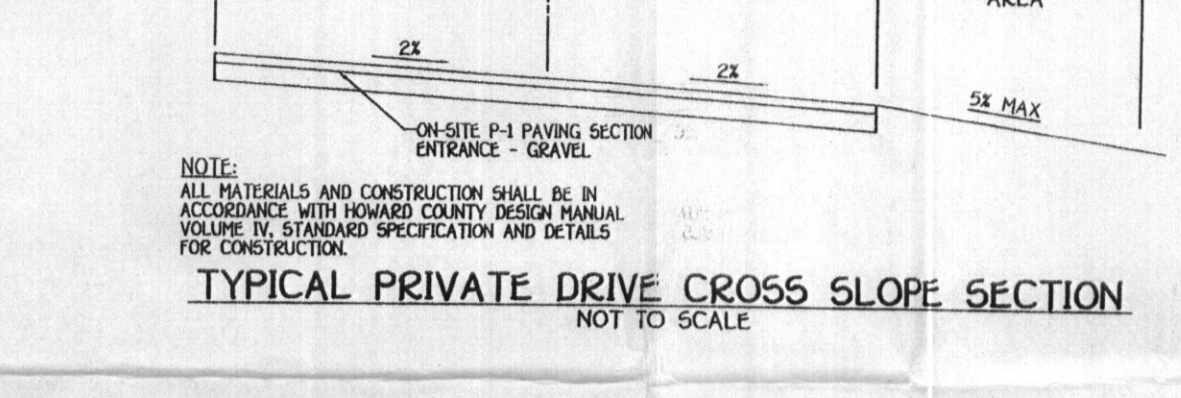 AREA
2%
2%
5% MAX
ON-SITE P-1 PAVING SECTION
ENTRANCE - GRAVEL
NOTE:
ALL MATERIALS AND CONSTRUCTION SHALL BE IN
ACCORDANCE WITH HOWARD COUNTY DESIGN MANUAL
VOLUME IV, STANDARD SPECIFICATION AND DETAILS
FOR CONSTRUCTION.
TYPICAL PRIVATE DRIVE CROSS SLOPE SECTION
NOT TO SCALE